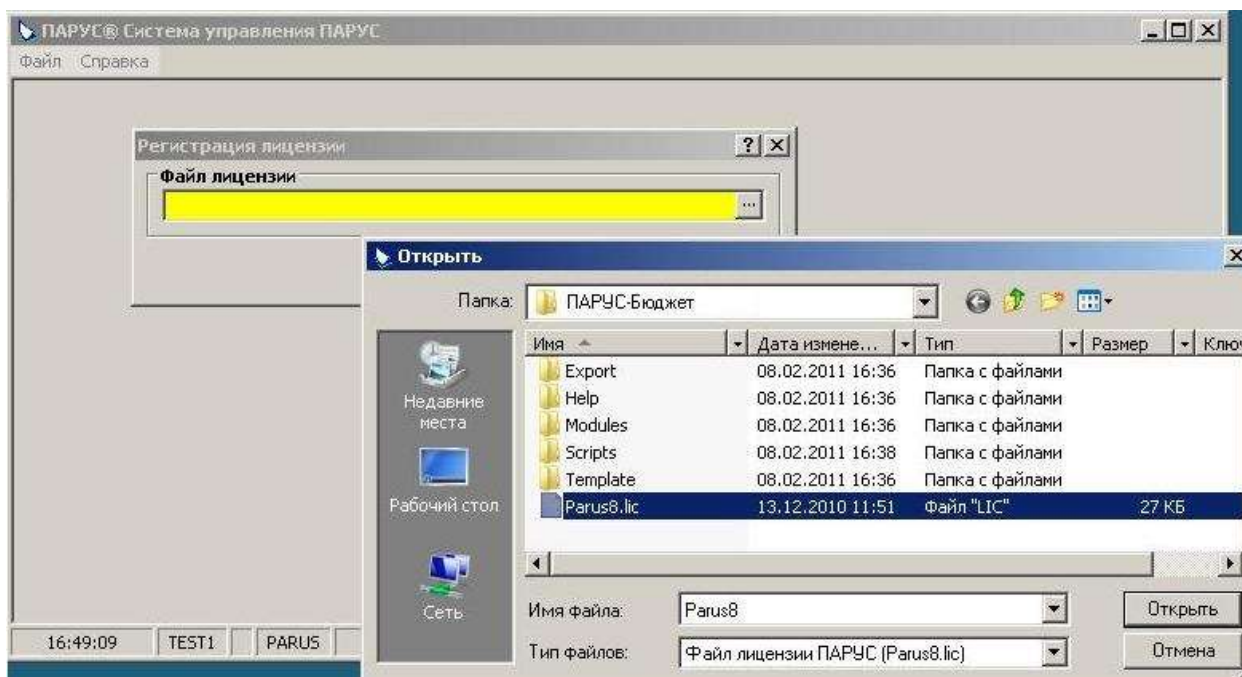 ПАРУС® Система управления ПАРУС
Файл Справка
Регистрация лицензии
Файл лицензии
...
Открыть
Папка: ПАРУС-Бюджет
Имя Дата измене... Тип Размер Клю
Export 08.02.2011 16:36 Папка с файлами
Help 08.02.2011 16:36 Папка с файлами
Modules 08.02.2011 16:36 Папка с файлами
Scripts 08.02.2011 16:38 Папка с файлами
Template 08.02.2011 16:36 Папка с файлами
Parus8.lic 13.12.2010 11:51 Файл "LIC" 27 КБ
Недавние
места
Рабочий стол
Сеть
Имя файла: Parus8 Открыть
Тип файлов: Файл лицензии ПАРУС (Parus8.lic) Отмена
16:49:09 TEST1 PARUS